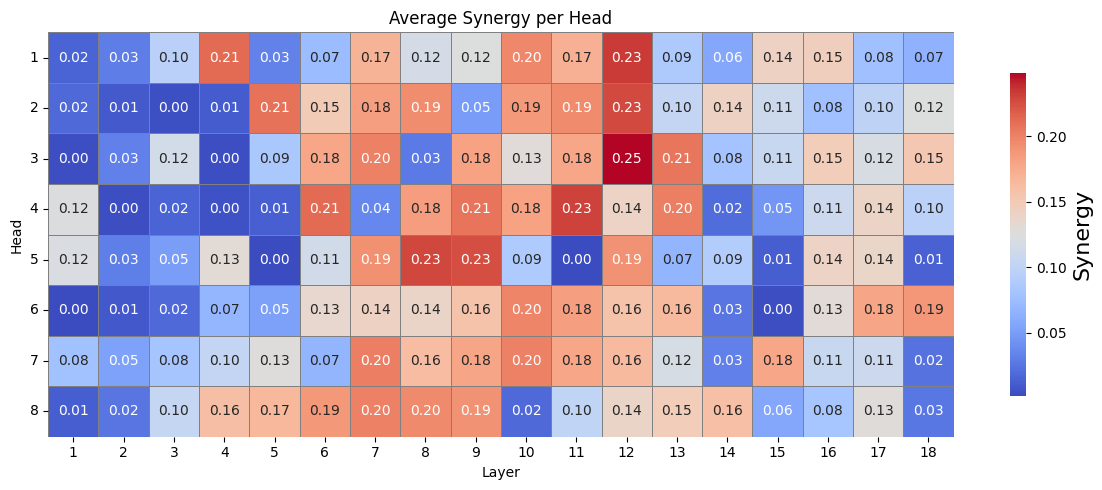 Average Synergy per Head
1 0.02 0.03 0.10 0.21 0.03 0.07 0.17 0.12 0.12 0.20 0.17 0.23 0.09 0.06 0.14 0.15 0.08 0.07
2 0.02 0.01 0.00 0.01 0.21 0.15 0.18 0.19 0.05 0.19 0.19 0.23 0.10 0.14 0.11 0.08 0.10 0.12
3 0.00 0.03 0.12 0.00 0.09 0.18 0.20 0.03 0.18 0.13 0.18 0.25 0.21 0.08 0.11 0.15 0.12 0.15
4 0.12 0.00 0.02 0.00 0.01 0.21 0.04 0.18 0.21 0.18 0.23 0.14 0.20 0.02 0.05 0.11 0.14 0.10
5 0.12 0.03 0.05 0.13 0.00 0.11 0.19 0.23 0.23 0.09 0.00 0.19 0.07 0.09 0.01 0.14 0.14 0.01
6 0.00 0.01 0.02 0.07 0.05 0.13 0.14 0.14 0.16 0.20 0.18 0.16 0.16 0.03 0.00 0.13 0.18 0.19
7 0.08 0.05 0.08 0.10 0.13 0.07 0.20 0.16 0.18 0.20 0.18 0.16 0.12 0.03 0.18 0.11 0.11 0.02
8 0.01 0.02 0.10 0.16 0.17 0.19 0.20 0.20 0.19 0.02 0.10 0.14 0.15 0.16 0.06 0.08 0.13 0.03
1 2 3 4 5 6 7 8 9 10 11 12 13 14 15 16 17 18
Layer
Head
0.20
0.15
0.10
0.05
Synergy